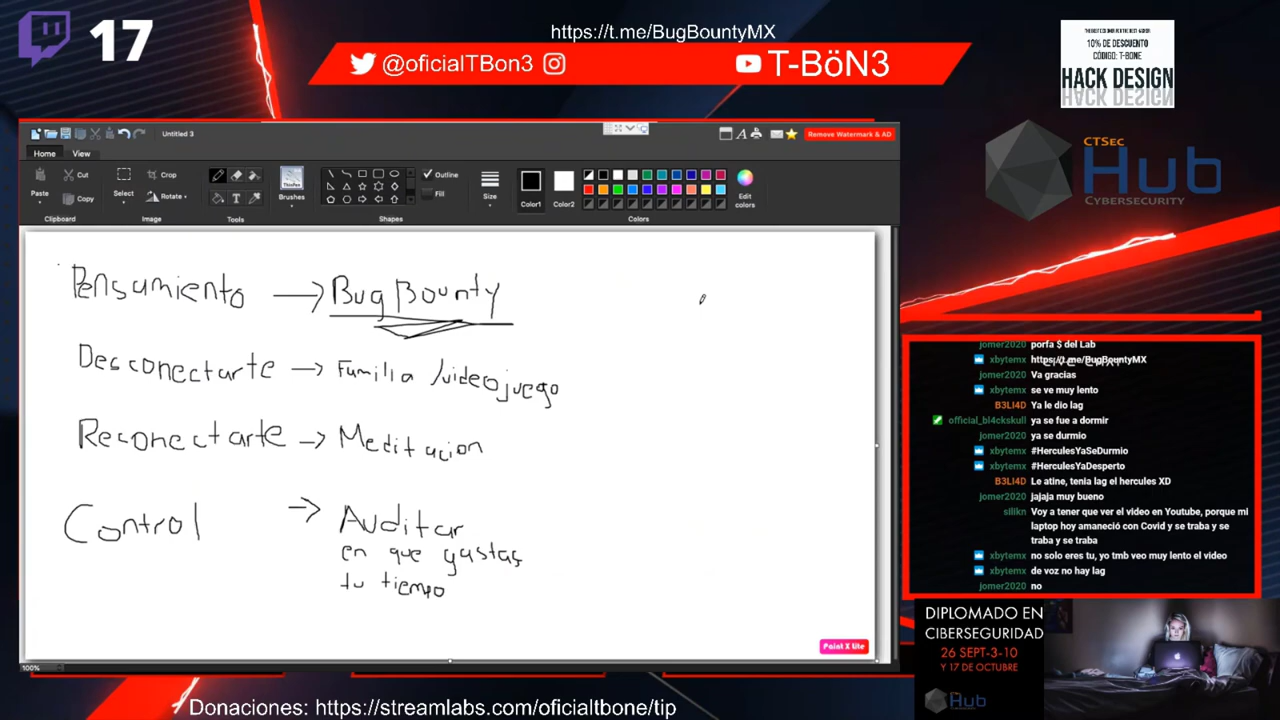 17
https://t.me/BugBountyMX
@oficialTBon3
T-BöN3
10% DE DESCUENTO
CÓDIGO: T-BONE
HACK DESIGN
CTSec
Hub
CYBERSECURITY
Untitled 3
Remove Watermark & AD
Home View
Paste
Cut
Copy
Clipboard
Select
Crop
Rotate
Image
Tools
Brushes
Shapes
Outline
Fill
Size
Color1
Color2
Colors
Edit
colors
Pensamiento → BugBounty
Desconectarte → Familia /videojuego
Reconectarte → Meditacion
Control → Auditar
en que gastas
tu tiempo
Paint X lite
100%
jomer2020 porfa $ del Lab
xbytemx https://t.me/BugBountyMX
jomer2020 Va gracias
xbytemx se ve muy lento
B3LI4D Ya le dio lag
official_bl4ckskull ya se fue a dormir
jomer2020 ya se durmio
xbytemx #HerculesYaSeDurmio
xbytemx #HerculesYaDesperto
B3LI4D Le atine, tenia lag el hercules XD
jomer2020 jajaja muy bueno
silikn Voy a tener que ver el video en Youtube, porque mi
laptop hoy amaneció con Covid y se traba y se
traba y se traba
xbytemx no solo eres tu, yo tmb veo muy lento el video
xbytemx de voz no hay lag
jomer2020 no
DIPLOMADO EN
CIBERSEGURIDAD
26 SEPT-3-10
Y 17 DE OCTUBRE
Hub
Donaciones: https://streamlabs.com/oficialtbone/tip